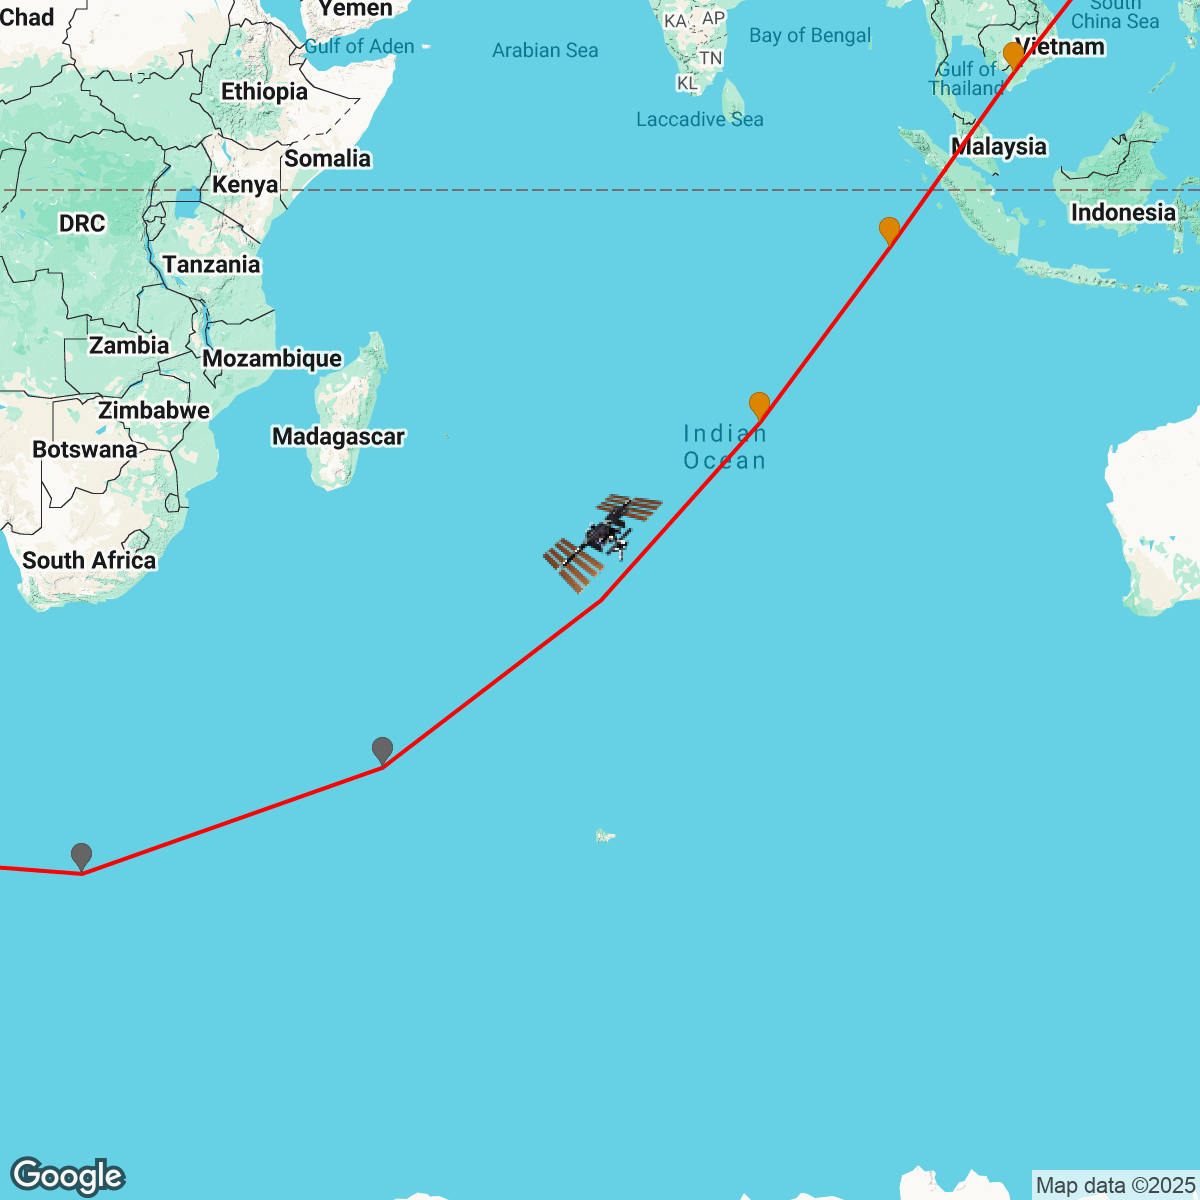 Chad
Yemen
South
China Sea
KA
AP
Gulf of Aden
Arabian Sea
Bay of Bengal
Vietnam
TN
Gulf of
Thailand
KL
Ethiopia
Laccadive Sea
Malaysia
Somalia
Kenya
Indonesia
DRC
Tanzania
Zambia
Mozambique
Zimbabwe
Madagascar
Indian
Ocean
Botswana
South Africa
Google
Map data ©2025